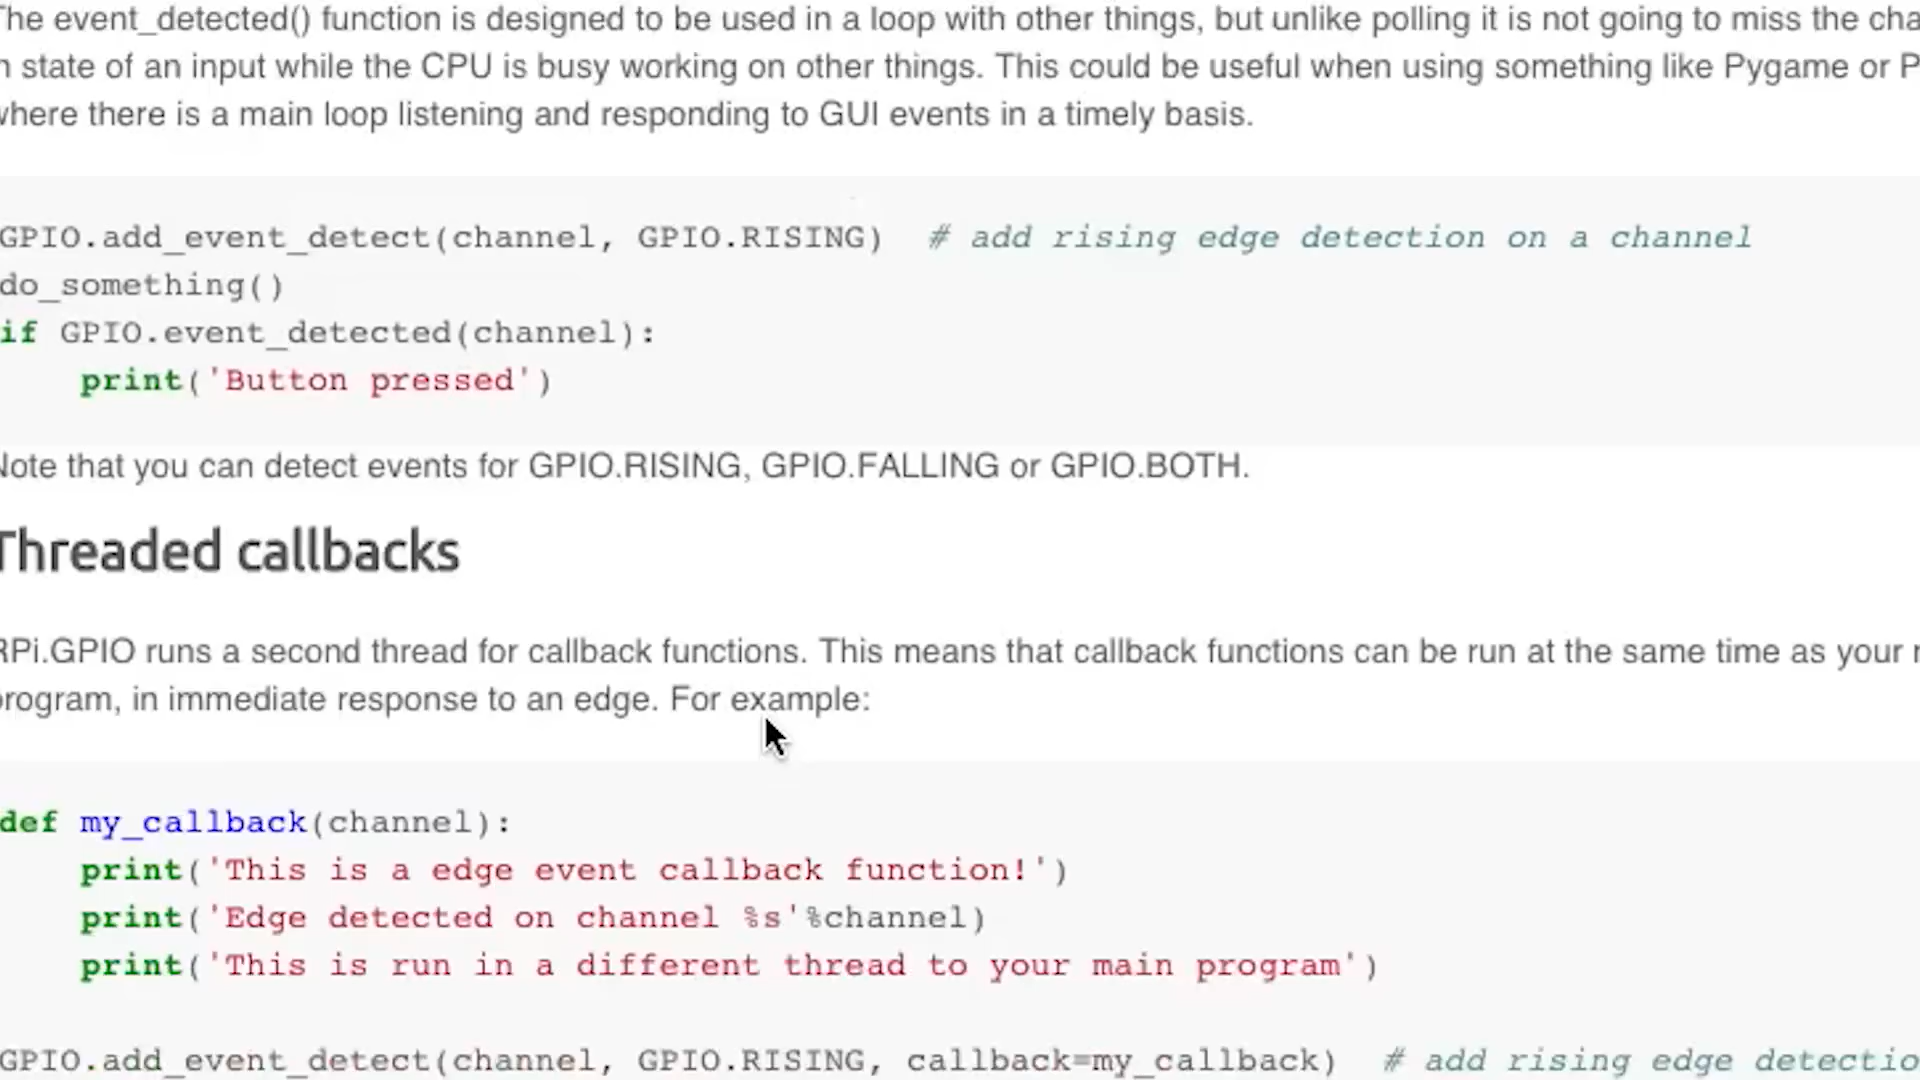 The event_detected() function is designed to be used in a loop with other things, but unlike polling it is not going to miss the
state of an input while the CPU is busy working on other things. This could be useful when using something like Pygame or
where there is a main loop listening and responding to GUI events in a timely basis.
GPIO.add_event_detect(channel, GPIO.RISING)  # add rising edge detection on a channel
do_something()
if GPIO.event_detected(channel):
    print('Button pressed')
Note that you can detect events for GPIO.RISING, GPIO.FALLING or GPIO.BOTH.
Threaded callbacks
RPi.GPIO runs a second thread for callback functions. This means that callback functions can be run at the same time as your
program, in immediate response to an edge. For example:
def my_callback(channel):
    print('This is a edge event callback function!')
    print('Edge detected on channel %s'%channel)
    print('This is run in a different thread to your main program')
GPIO.add_event_detect(channel, GPIO.RISING, callback=my_callback)  # add rising edge detectio